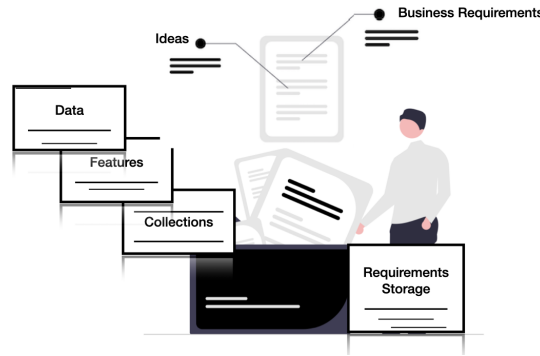 Business Requirements
Ideas
Data
Features
Collections
Requirements
Storage